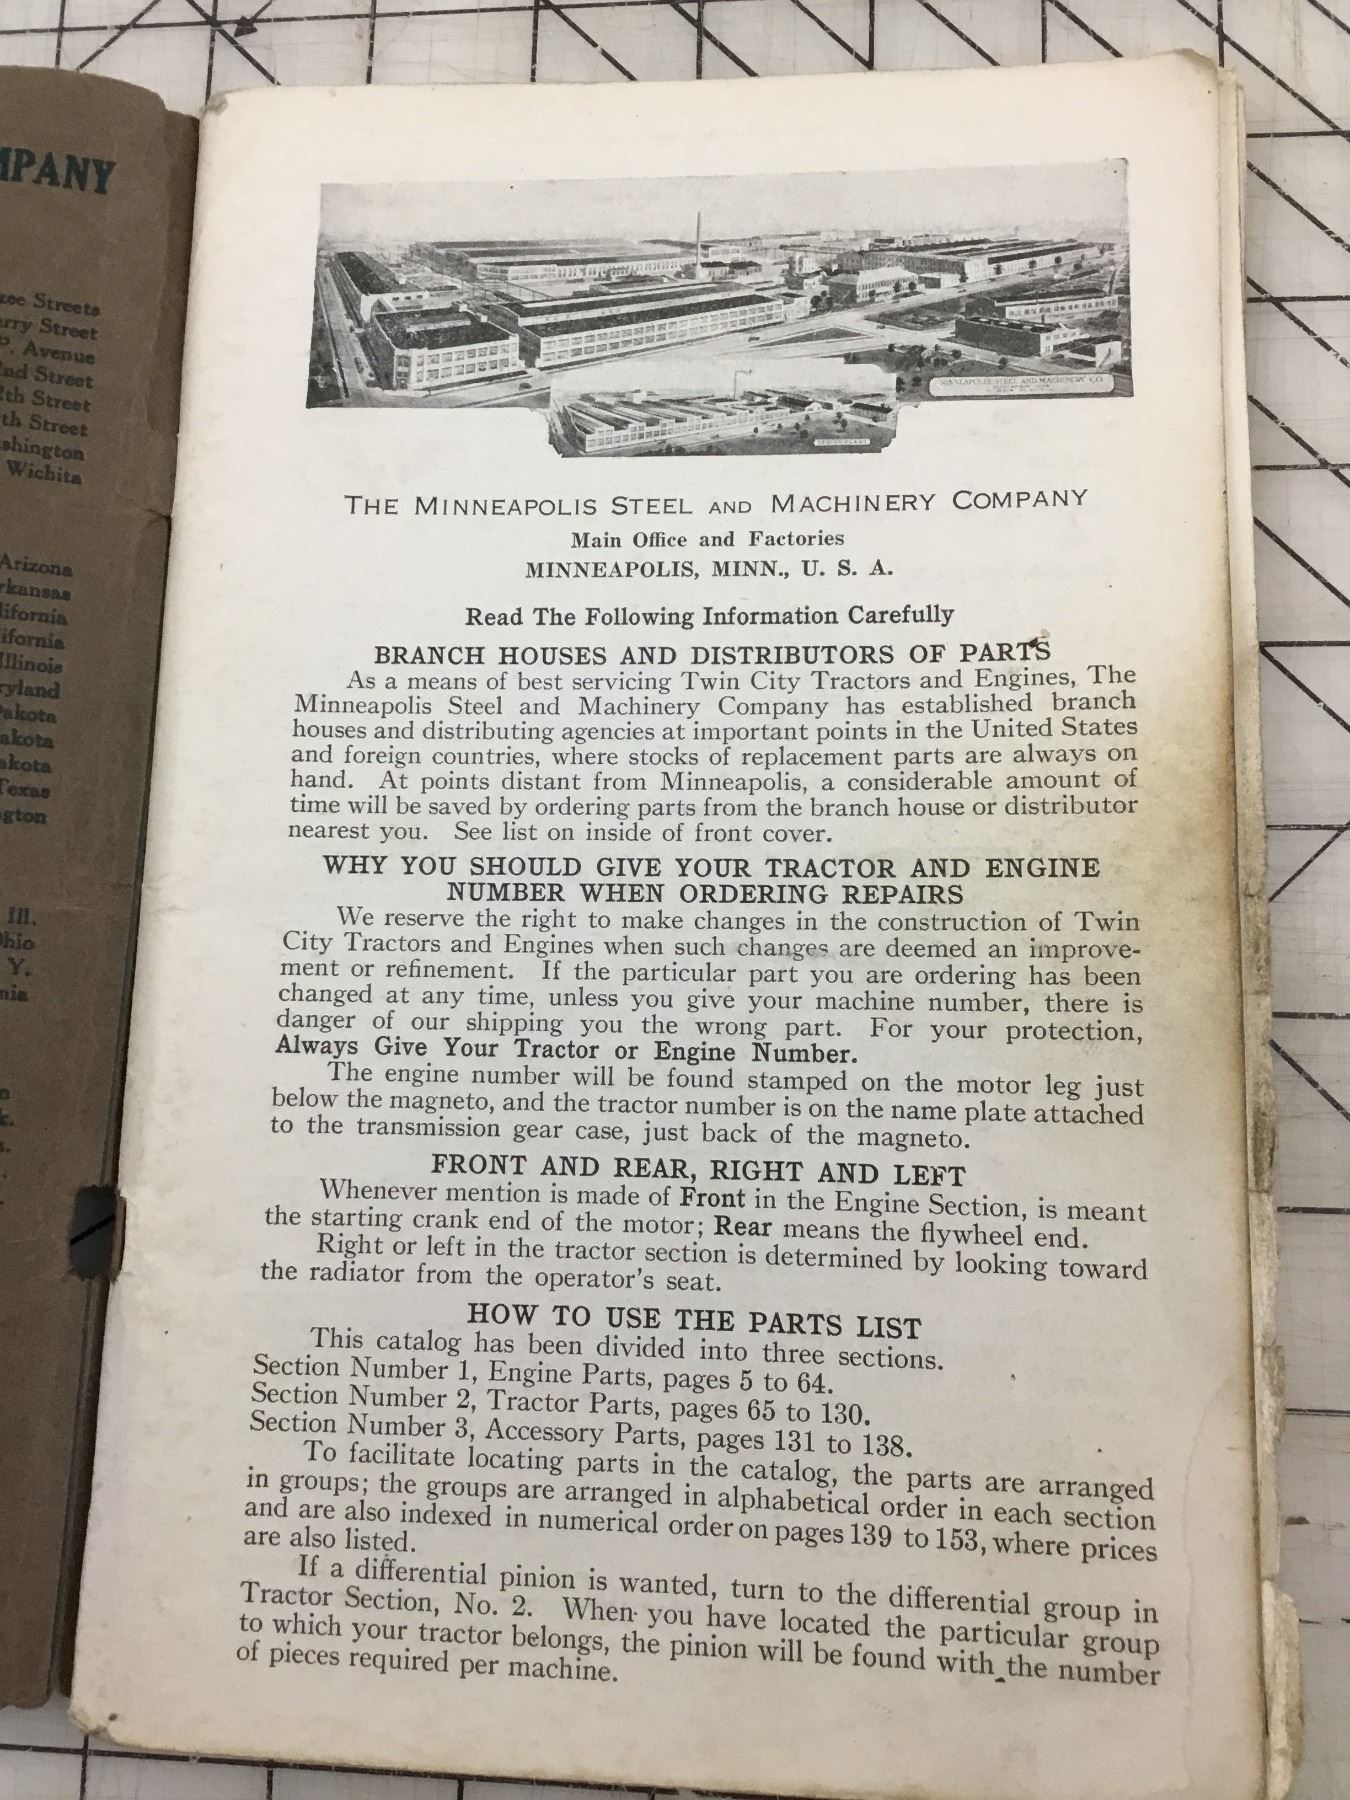 MPANY
Streets
Street
Avenue
2nd Street
Street
th Street
Wichita
Arizona
Illinois
Texas
Ill.
Y.
MINNEAPOLIS STEEL AND MACHINERY CO.
THE MINNEAPOLIS STEEL AND MACHINERY COMPANY
Main Office and Factories
MINNEAPOLIS, MINN., U. S. A.
Read The Following Information Carefully
BRANCH HOUSES AND DISTRIBUTORS OF PARTS
As a means of best servicing Twin City Tractors and Engines, The
Minneapolis Steel and Machinery Company has established branch
houses and distributing agencies at important points in the United States
and foreign countries, where stocks of replacement parts are always on
hand. At points distant from Minneapolis, a considerable amount of
time will be saved by ordering parts from the branch house or distributor
nearest you. See list on inside of front cover.
WHY YOU SHOULD GIVE YOUR TRACTOR AND ENGINE
NUMBER WHEN ORDERING REPAIRS
We reserve the right to make changes in the construction of Twin
City Tractors and Engines when such changes are deemed an improve-
ment or refinement. If the particular part you are ordering has been
changed at any time, unless you give your machine number, there is
danger of our shipping you the wrong part. For your protection,
Always Give Your Tractor or Engine Number.
The engine number will be found stamped on the motor leg just
below the magneto, and the tractor number is on the name plate attached
to the transmission gear case, just back of the magneto.
FRONT AND REAR, RIGHT AND LEFT
Whenever mention is made of Front in the Engine Section, is meant
the starting crank end of the motor; Rear means the flywheel end.
Right or left in the tractor section is determined by looking toward
the radiator from the operator's seat.
HOW TO USE THE PARTS LIST
This catalog has been divided into three sections.
Section Number 1, Engine Parts, pages 5 to 64.
Section Number 2, Tractor Parts, pages 65 to 130.
Section Number 3, Accessory Parts, pages 131 to 138.
To facilitate locating parts in the catalog, the parts are arranged
in groups; the groups are arranged in alphabetical order in each section
and are also indexed in numerical order on pages 139 to 153, where prices
are also listed.
If a differential pinion is wanted, turn to the differential group in
Tractor Section, No. 2. When you have located the particular group
to which your tractor belongs, the pinion will be found with the number
of pieces required per machine.